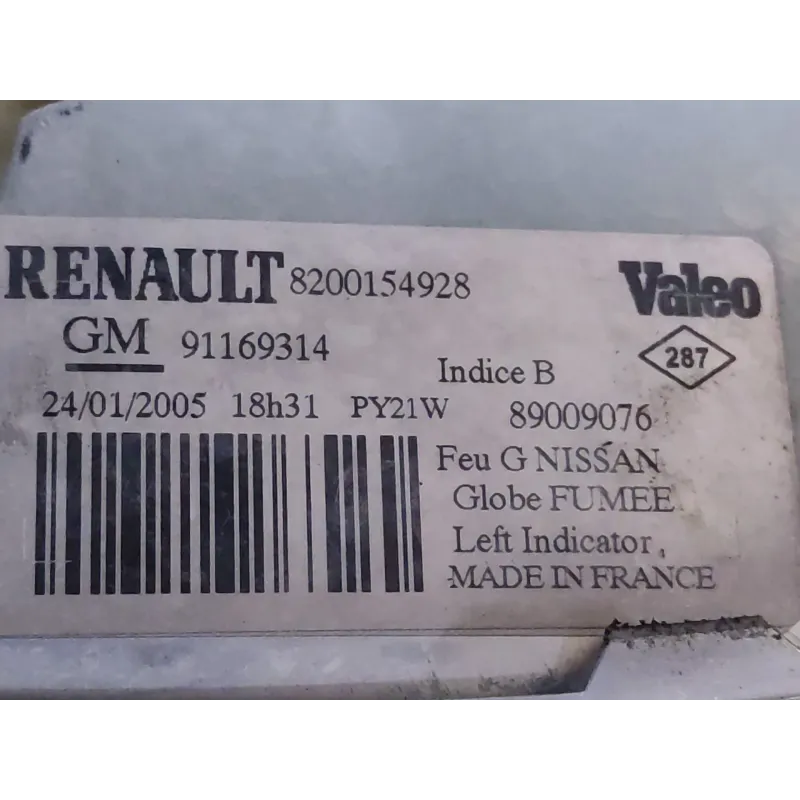 RENAULT 8200154928 Valeo
GM 91169314 287
Indice B
24/01/2005 18h31 PY21W 89009076
Feu G NISSAN
Globe FUMEE
Left Indicator
MADE IN FRANCE